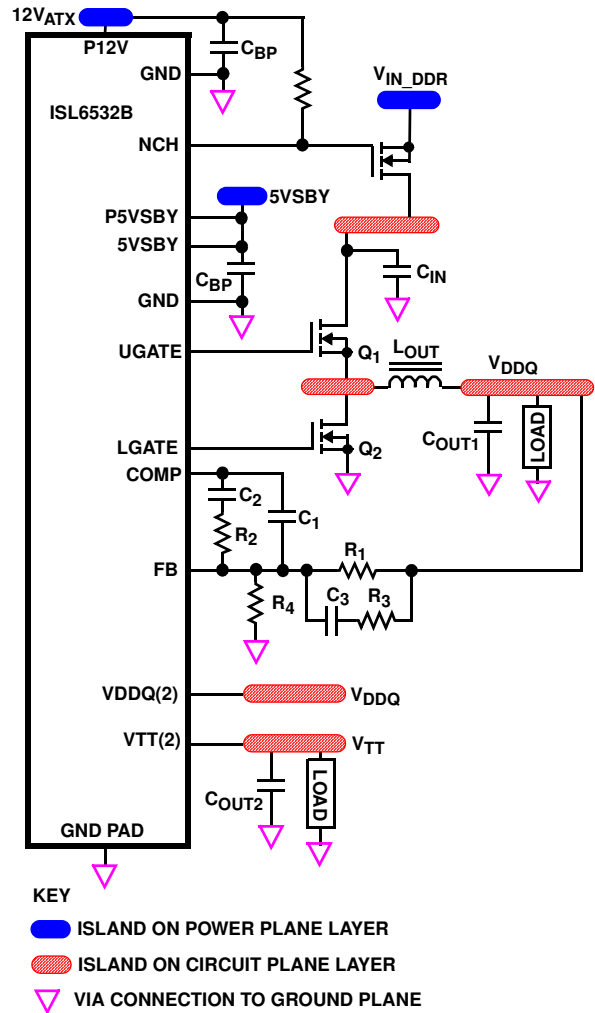 12VATX
P12V
CBP
GND
VIN_DDR
ISL6532B
NCH
5VSBY
P5VSBY
5VSBY
CBP
CIN
GND
UGATE
Q1
LOUT
VDDQ
LGATE
Q2
COUT1
LOAD
COMP
C2
C1
R2
R1
FB
C3
R3
R4
VDDQ(2)
VDDQ
VTT(2)
VTT
COUT2
LOAD
GND PAD
KEY
ISLAND ON POWER PLANE LAYER
ISLAND ON CIRCUIT PLANE LAYER
VIA CONNECTION TO GROUND PLANE